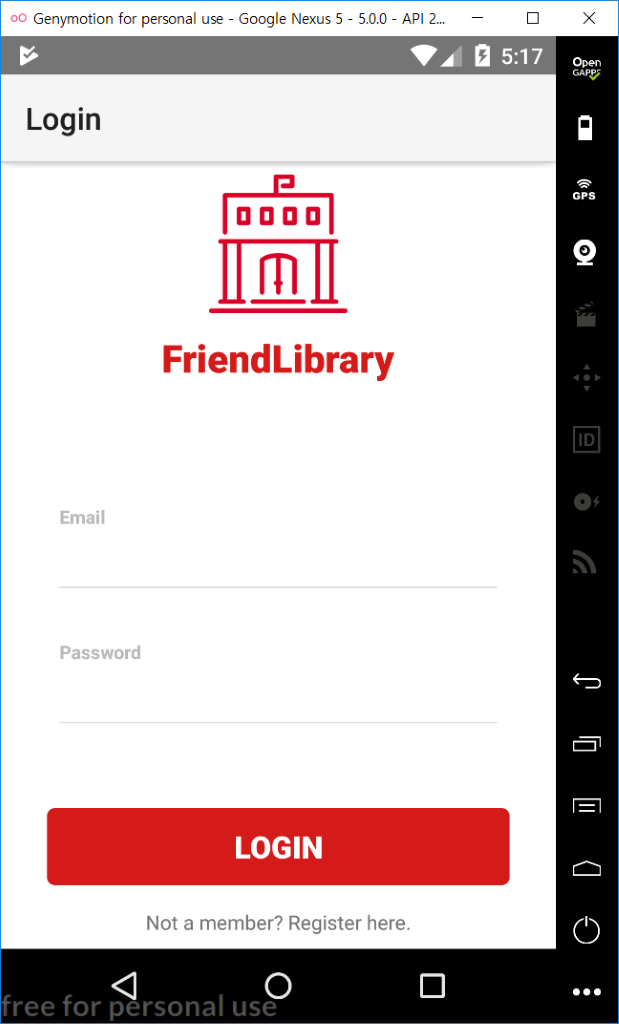 Genymotion for personal use - Google Nexus 5 - 5.0.0 - API 2...
5:17
Open
GAPPS
Login
GPS
FriendLibrary
ID
Email
Password
LOGIN
Not a member? Register here.
free for personal use